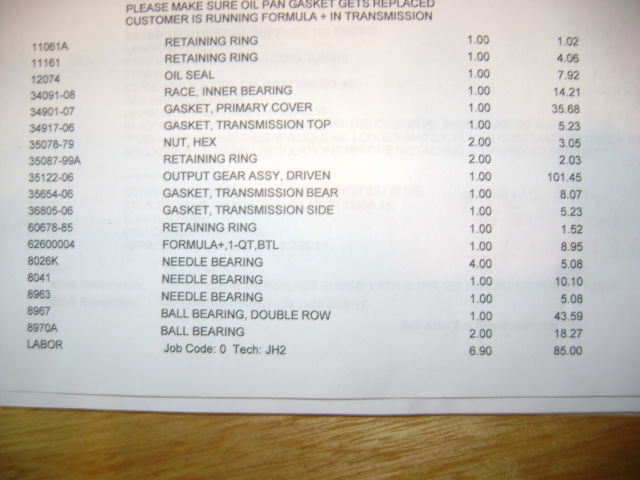 PLEASE MAKE SURE OIL PAN GASKET GETS REPLACED
CUSTOMER IS RUNNING FORMULA + IN TRANSMISSION
11061A RETAINING RING 1.00 1.02
11161 RETAINING RING 1.00 4.06
12074 OIL SEAL 1.00 7.92
34091-08 RACE, INNER BEARING 1.00 14.21
34901-07 GASKET, PRIMARY COVER 1.00 35.68
34917-06 GASKET, TRANSMISSION TOP 1.00 5.23
35078-79 NUT, HEX 2.00 3.05
35087-99A RETAINING RING 2.00 2.03
35122-06 OUTPUT GEAR ASSY, DRIVEN 1.00 101.45
35654-06 GASKET, TRANSMISSION BEAR 1.00 8.07
36805-06 GASKET, TRANSMISSION SIDE 1.00 5.23
60678-85 RETAINING RING 1.00 1.52
62600004 FORMULA+,1-QT,BTL 1.00 8.95
8026K NEEDLE BEARING 4.00 5.08
8041 NEEDLE BEARING 1.00 10.10
8963 NEEDLE BEARING 1.00 5.08
8967 BALL BEARING, DOUBLE ROW 1.00 43.59
8970A BALL BEARING 2.00 18.27
LABOR Job Code: 0 Tech: JH2 6.90 85.00